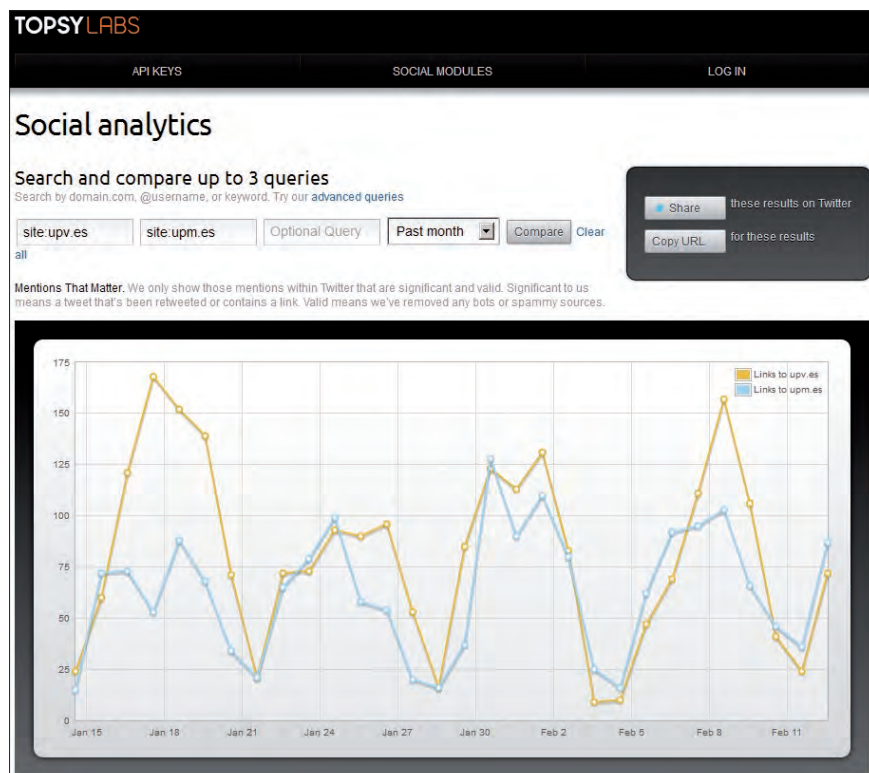 TOPSYLABS
API KEYS SOCIAL MODULES LOG IN
Social analytics
Search and compare up to 3 queries
Search by domain.com, @username, or keyword. Try our advanced queries
site:upv.es site:upm.es Optional Query Past month Compare Clear
all
Share these results on Twitter
Copy URL for these results
Mentions That Matter. We only show those mentions within Twitter that are significant and valid. Significant to us
means a tweet that's been retweeted or contains a link. Valid means we've removed any bots or spammy sources.
Links to upv.es
Links to upm.es
175
150
125
100
75
50
25
0
Jan 15 Jan 18 Jan 21 Jan 24 Jan 27 Jan 30 Feb 2 Feb 5 Feb 8 Feb 11